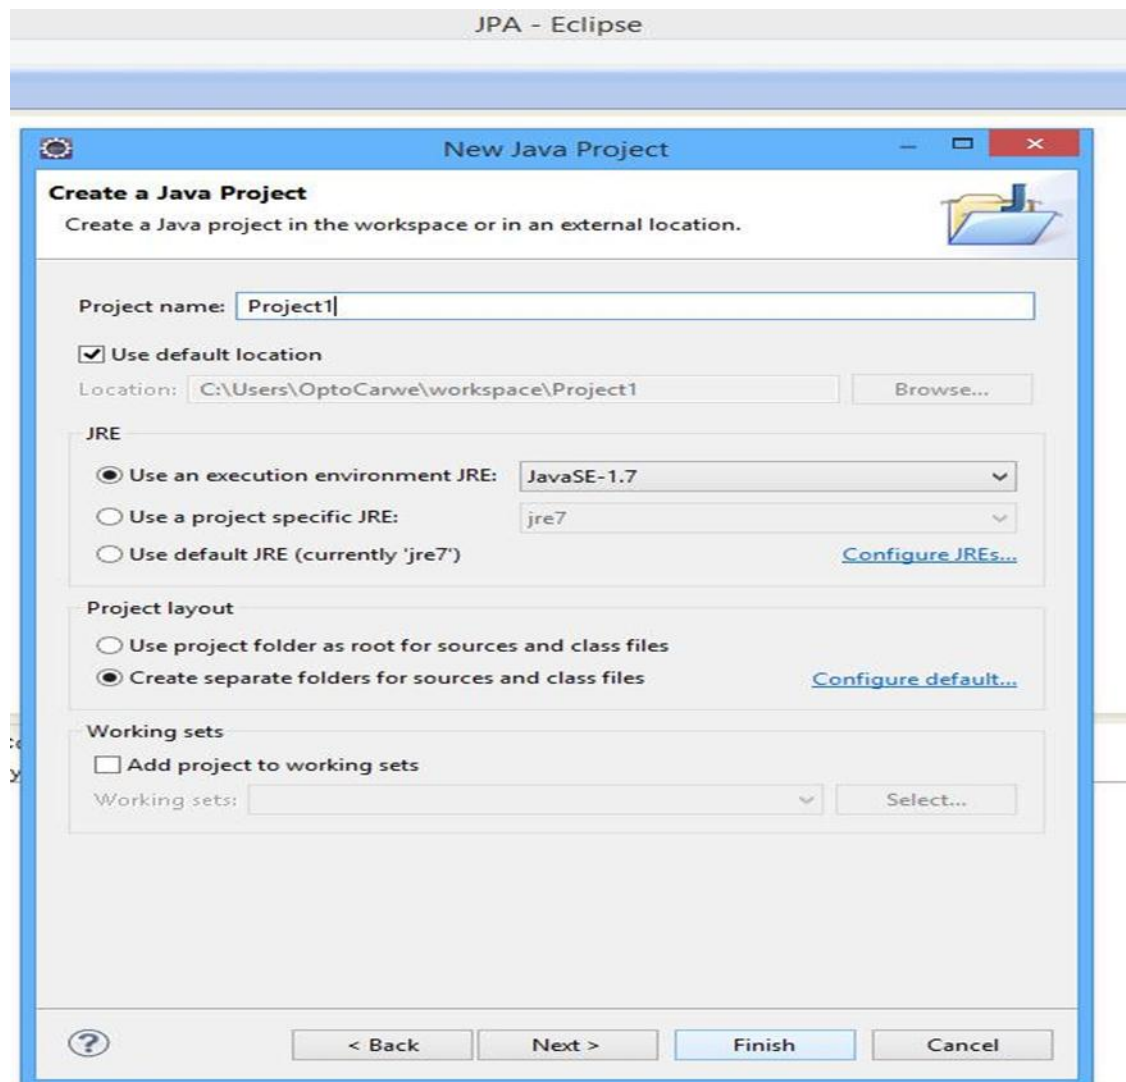 JPA - Eclipse
New Java Project
Create a Java Project
Create a Java project in the workspace or in an external location.
Project name: Project1
Use default location
Location: C:\Users\OptoCarwe\workspace\Project1 Browse...
JRE
Use an execution environment JRE: JavaSE-1.7
Use a project specific JRE: jre7
Use default JRE (currently 'jre7') Configure JREs...
Project layout
Use project folder as root for sources and class files
Create separate folders for sources and class files Configure default...
Working sets
Add project to working sets
Working sets: Select...
? < Back Next > Finish Cancel